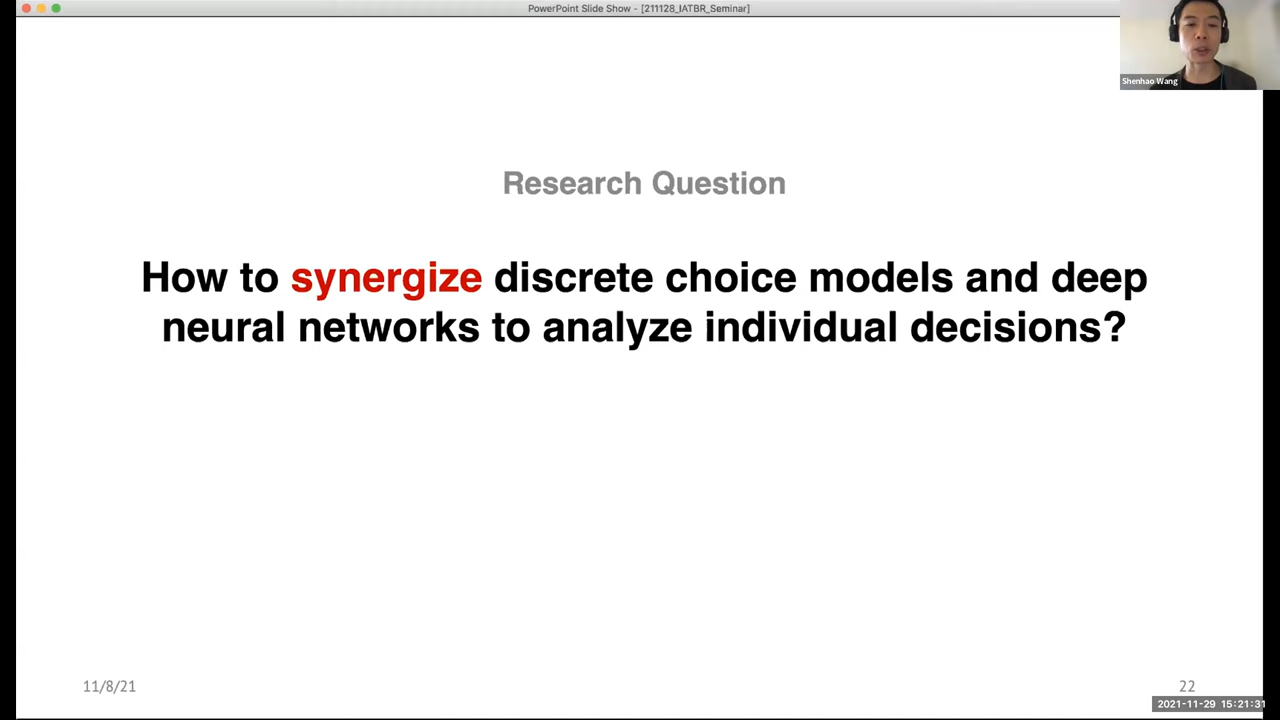 PowerPoint Slide Show - [211128_IATBR_Seminar]
Shenhao Wang
Research Question
How to synergize discrete choice models and deep
neural networks to analyze individual decisions?
11/8/21
22
2021-11-29 15:21:31